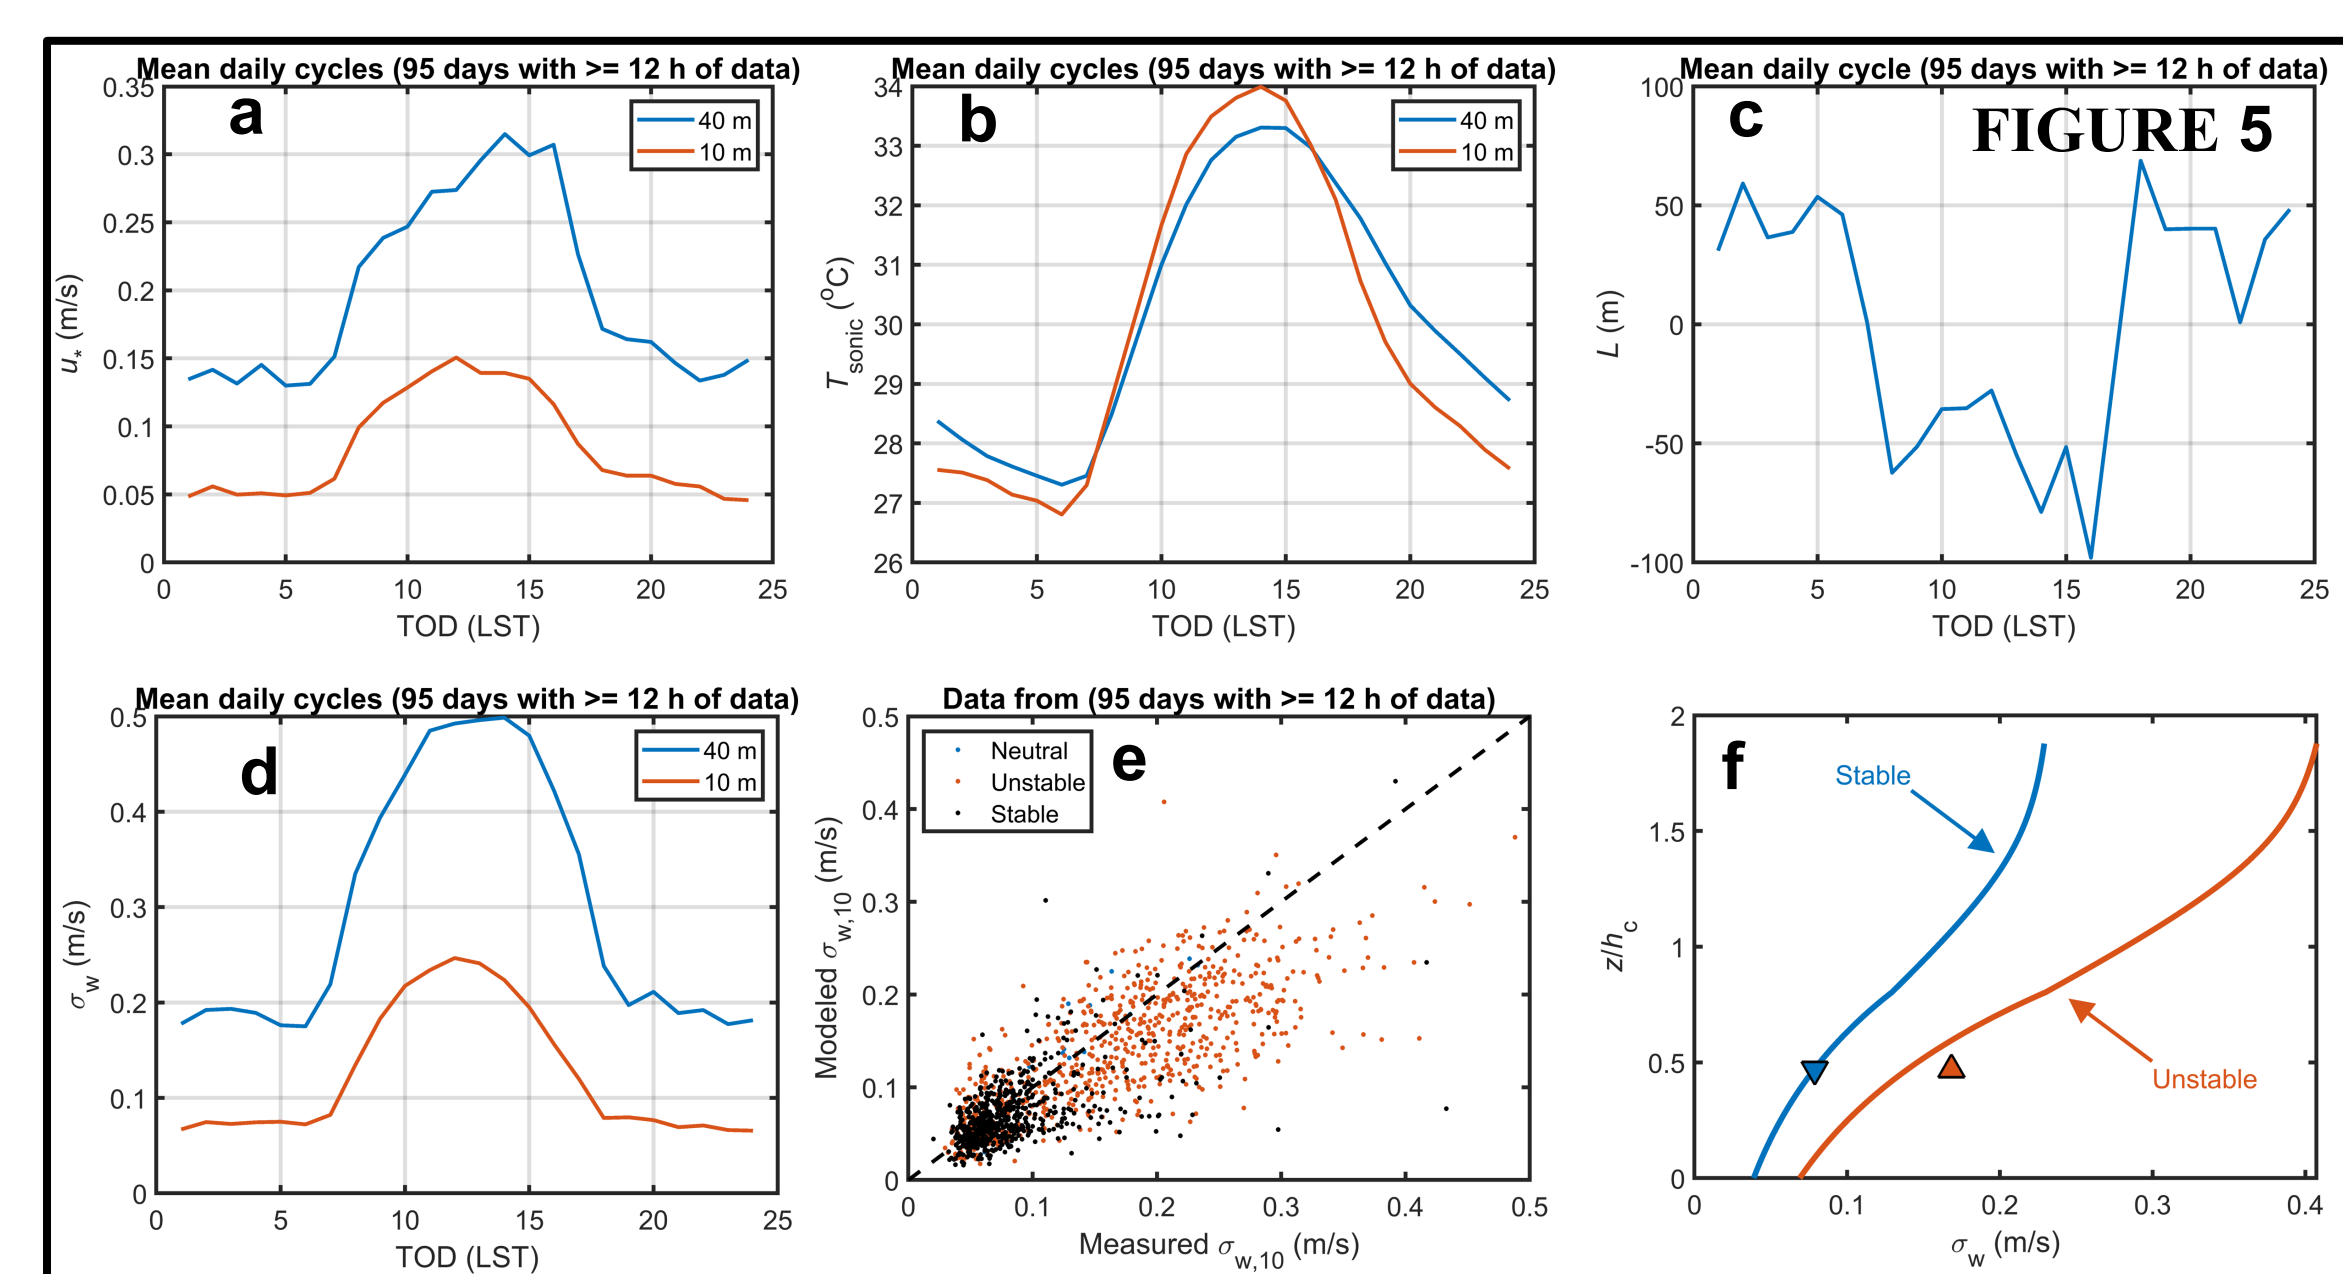 Mean daily cycles (95 days with >= 12 h of data)
a
40 m
10 m
0.35
0.3
0.25
0.2
0.15
0.1
0.05
0
u* (m/s)
0 5 10 15 20 25
TOD (LST)
Mean daily cycles (95 days with >= 12 h of data)
b
40 m
10 m
34
33
32
31
30
29
28
27
26
Tsonic (oC)
0 5 10 15 20 25
TOD (LST)
Mean daily cycle (95 days with >= 12 h of data)
c
FIGURE 5
100
50
0
-50
-100
L (m)
0 5 10 15 20 25
TOD (LST)
Mean daily cycles (95 days with >= 12 h of data)
d
40 m
10 m
0.5
0.4
0.3
0.2
0.1
0
σw (m/s)
0 5 10 15 20 25
TOD (LST)
Data from (95 days with >= 12 h of data)
e
Neutral
Unstable
Stable
0.5
0.4
0.3
0.2
0.1
0
Modeled σw,10 (m/s)
0 0.1 0.2 0.3 0.4 0.5
Measured σw,10 (m/s)
f
Stable
Unstable
2
1.5
1
0.5
0
z/hc
0 0.1 0.2 0.3 0.4
σw (m/s)